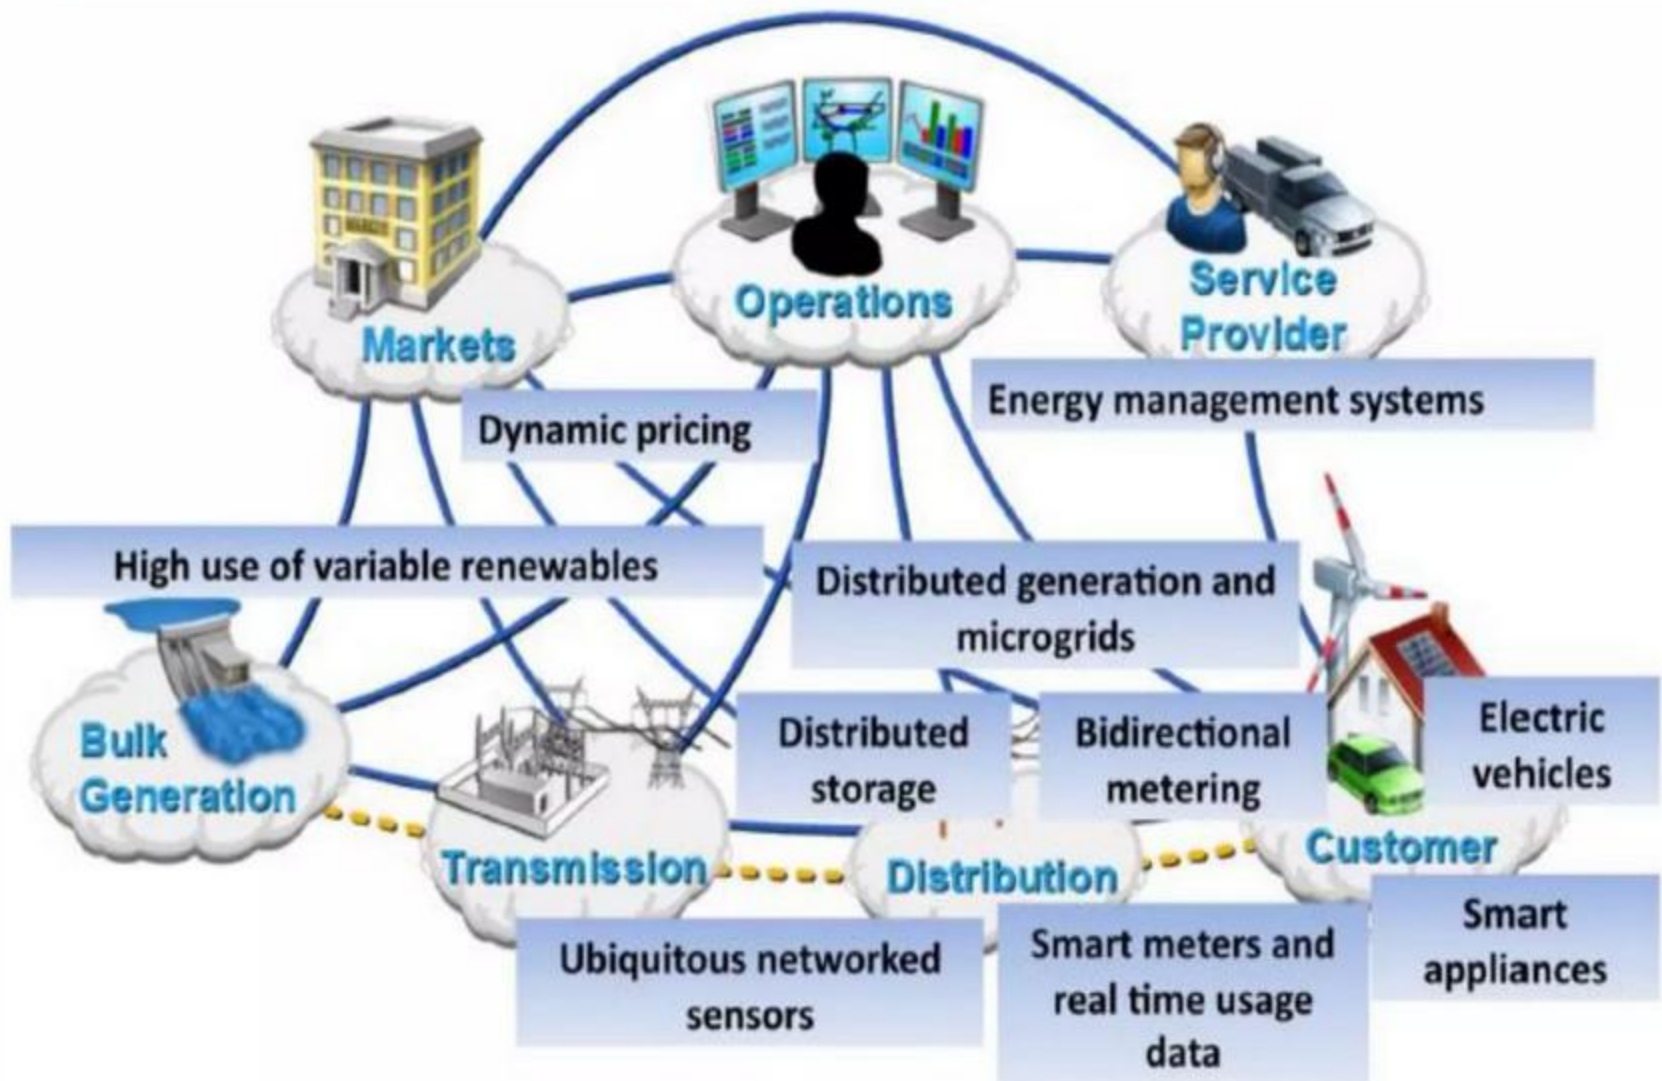 Markets
Operations
Service
Provider
Dynamic pricing
Energy management systems
High use of variable renewables
Distributed generation and
microgrids
Bulk
Generation
Distributed
storage
Bidirectional
metering
Electric
vehicles
Transmission
Distribution
Customer
Ubiquitous networked
sensors
Smart meters and
real time usage
data
Smart
appliances